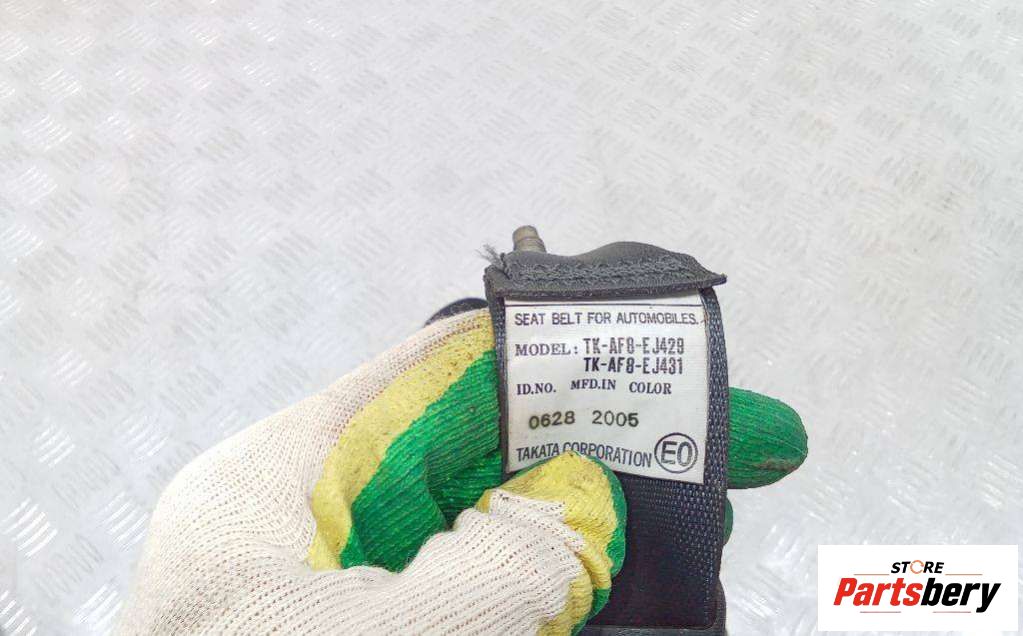 SEAT BELT FOR AUTOMOBILES.
MODEL: TK-AF8-EJ429
TK-AF8-EJ431
ID.NO. MFD.IN COLOR
0628 2005
TAKATA CORPORATION EO
STORE
Partsbery